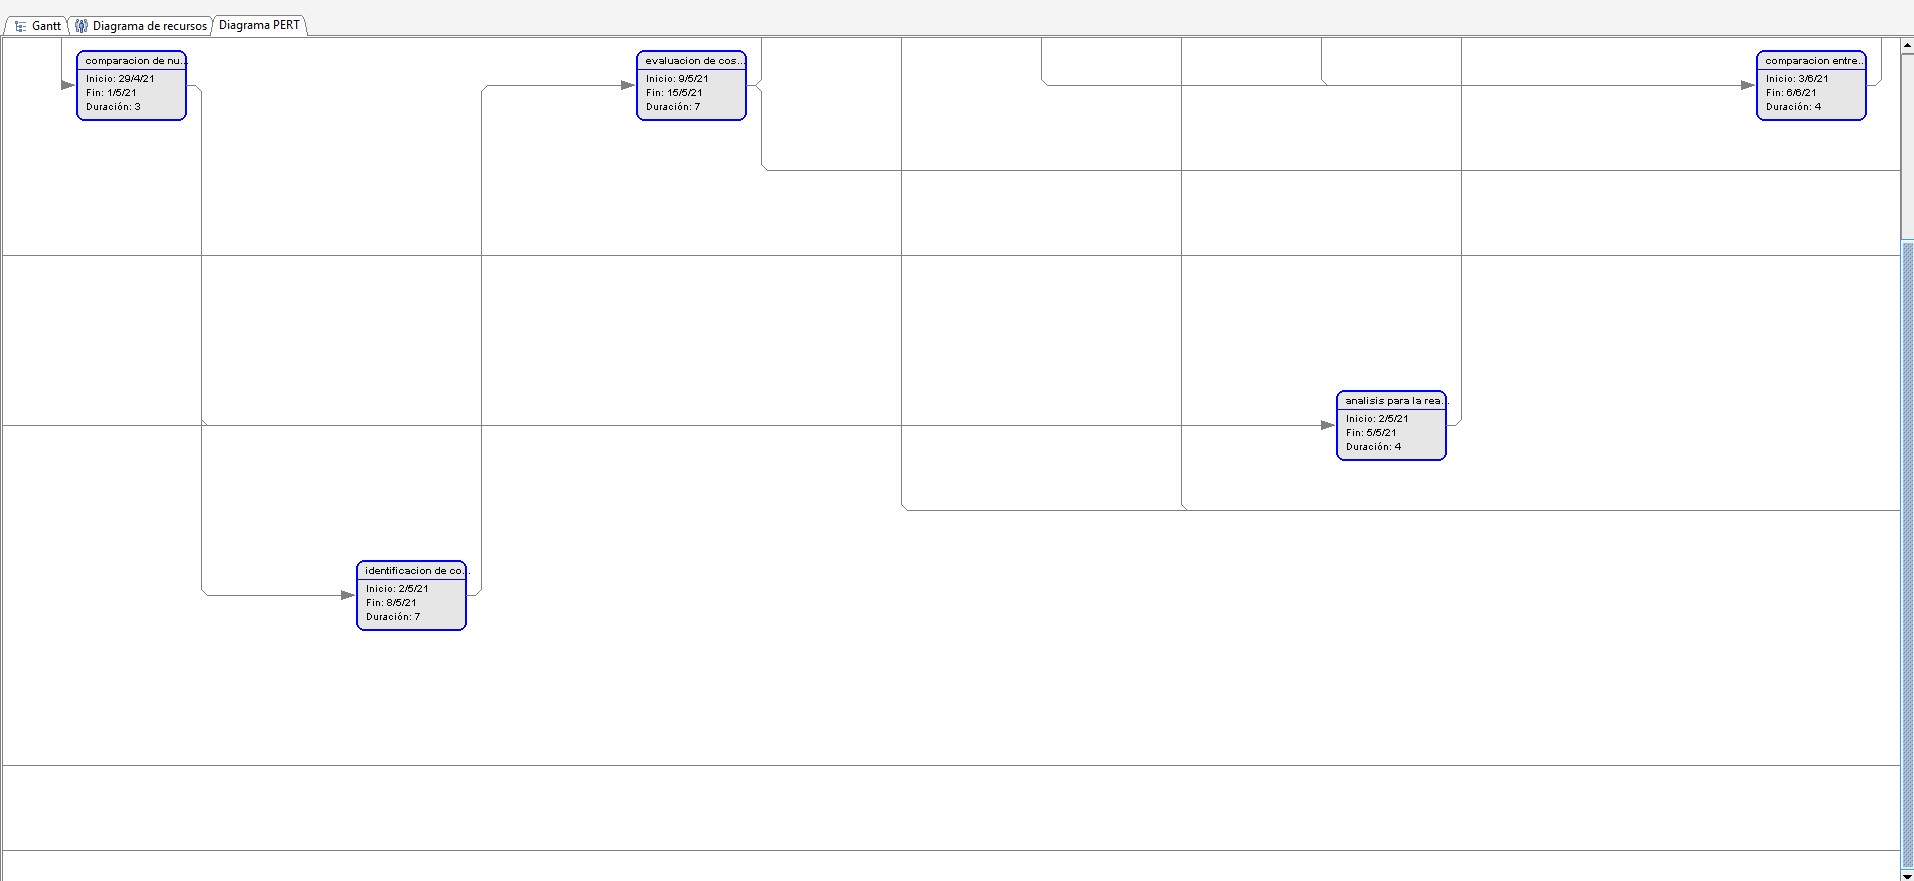 Gantt
Diagrama de recursos
Diagrama PERT
comparacion de nu...
Inicio: 29/4/21
Fin: 1/5/21
Duración: 3
evaluacion de cos...
Inicio: 9/5/21
Fin: 15/5/21
Duración: 7
comparacion entre...
Inicio: 3/6/21
Fin: 6/6/21
Duración: 4
analisis para la rea...
Inicio: 2/5/21
Fin: 5/5/21
Duración: 4
identificacion de co...
Inicio: 2/5/21
Fin: 8/5/21
Duración: 7